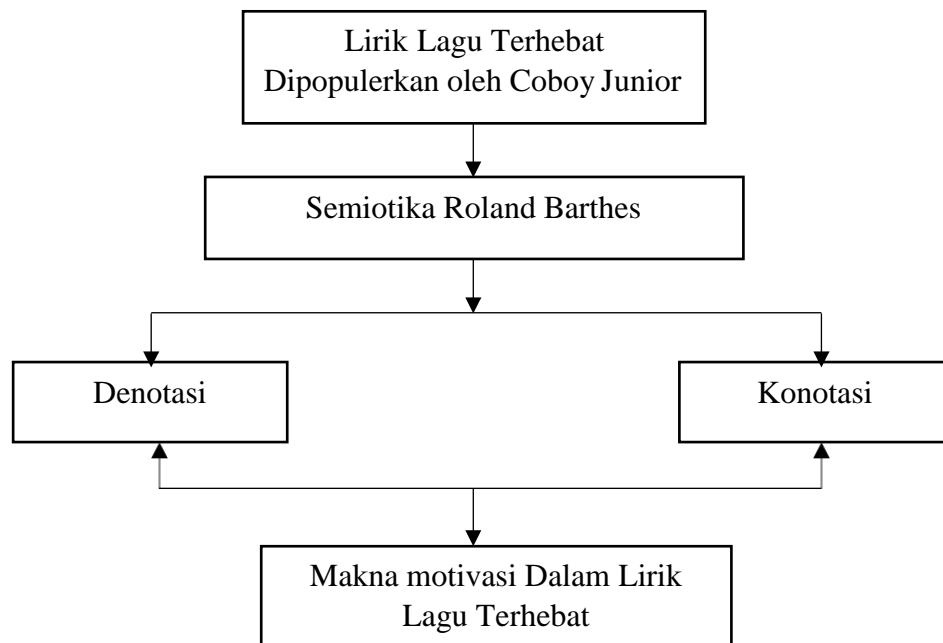 Lirik Lagu Terhebat
Dipopulerkan oleh Coboy Junior
Semiotika Roland Barthes
Denotasi
Konotasi
Makna motivasi Dalam Lirik
Lagu Terhebat